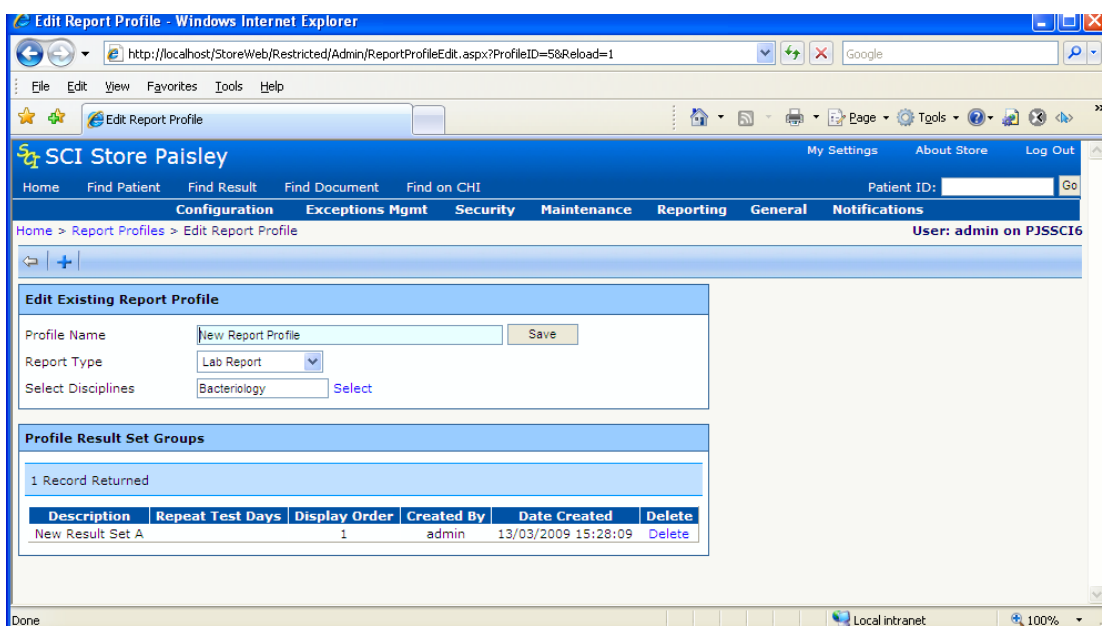 Edit Report Profile - Windows Internet Explorer
http://localhost/StoreWeb/Restricted/Admin/ReportProfileEdit.aspx?ProfileID=5&Reload=1 Google
File Edit View Favorites Tools Help
Edit Report Profile Page Tools
SCI Store Paisley My Settings About Store Log Out
Home Find Patient Find Result Find Document Find on CHI Patient ID: Go
Configuration Exceptions Mgmt Security Maintenance Reporting General Notifications
Home > Report Profiles > Edit Report Profile User: admin on PJSSCI6
Edit Existing Report Profile
Profile Name New Report Profile Save
Report Type Lab Report
Select Disciplines Bacteriology Select
Profile Result Set Groups
1 Record Returned
Description Repeat Test Days Display Order Created By Date Created Delete
New Result Set A 1 admin 13/03/2009 15:28:09 Delete
Done Local intranet 100%